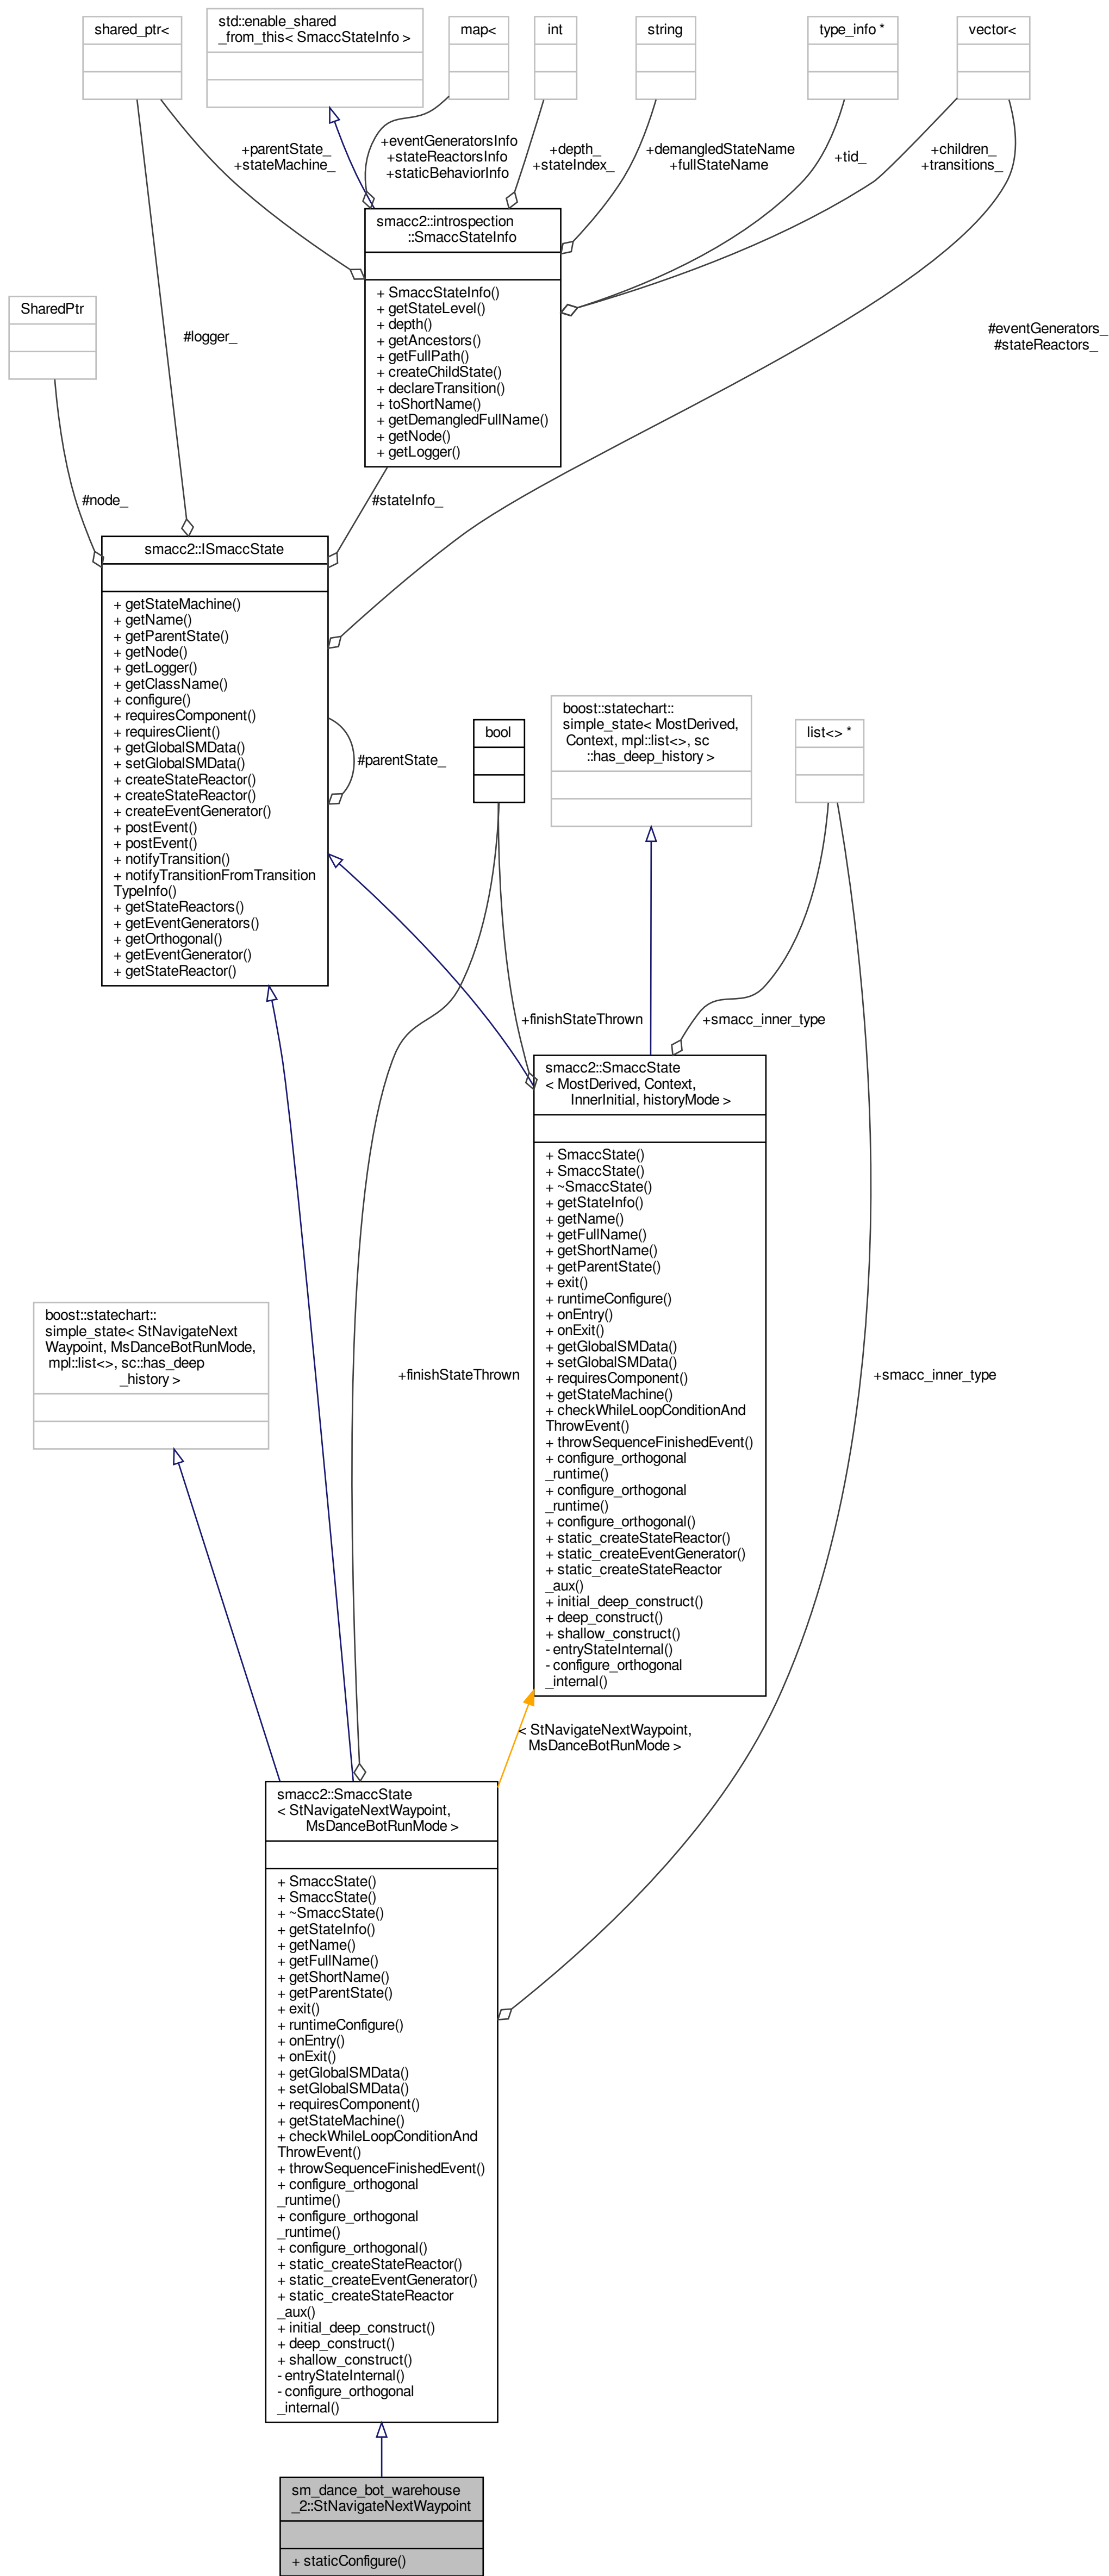 shared_ptr<
std::enable_shared
_from_this< SmaccStateInfo >
map<
int
string
type_info *
vector<
+parentState_
+stateMachine_
+eventGeneratorsInfo
+stateReactorsInfo
+staticBehaviorInfo
+depth_
+stateIndex_
+demangledStateName
+fullStateName
+tid_
+children_
+transitions_
smacc2::introspection
::SmaccStateInfo
+ SmaccStateInfo()
+ getStateLevel()
+ depth()
+ getAncestors()
+ getFullPath()
+ createChildState()
+ declareTransition()
+ toShortName()
+ getDemangledFullName()
+ getNode()
+ getLogger()
SharedPtr
#logger_
#eventGenerators_
#stateReactors_
#node_
#stateInfo_
smacc2::ISmaccState
+ getStateMachine()
+ getName()
+ getParentState()
+ getNode()
+ getLogger()
+ getClassName()
+ configure()
+ requiresComponent()
+ requiresClient()
+ getGlobalSMData()
+ setGlobalSMData()
+ createStateReactor()
+ createStateReactor()
+ createEventGenerator()
+ postEvent()
+ postEvent()
+ notifyTransition()
+ notifyTransitionFromTransition
TypeInfo()
+ getStateReactors()
+ getEventGenerators()
+ getOrthogonal()
+ getEventGenerator()
+ getStateReactor()
#parentState_
bool
boost::statechart::
simple_state< MostDerived,
Context, mpl::list<>, sc
::has_deep_history >
list<> *
+finishStateThrown
+smacc_inner_type
smacc2::SmaccState
< MostDerived, Context,
InnerInitial, historyMode >
+ SmaccState()
+ SmaccState()
+ ~SmaccState()
+ getStateInfo()
+ getName()
+ getFullName()
+ getShortName()
+ getParentState()
+ exit()
+ runtimeConfigure()
+ onEntry()
+ onExit()
+ getGlobalSMData()
+ setGlobalSMData()
+ requiresComponent()
+ getStateMachine()
+ checkWhileLoopConditionAnd
ThrowEvent()
+ throwSequenceFinishedEvent()
+ configure_orthogonal
_runtime()
+ configure_orthogonal
_runtime()
+ configure_orthogonal()
+ static_createStateReactor()
+ static_createEventGenerator()
+ static_createStateReactor
_aux()
+ initial_deep_construct()
+ deep_construct()
+ shallow_construct()
- entryStateInternal()
- configure_orthogonal
_internal()
boost::statechart::
simple_state< StNavigateNext
Waypoint, MsDanceBotRunMode,
mpl::list<>, sc::has_deep
_history >
+finishStateThrown
+smacc_inner_type
< StNavigateNextWaypoint,
MsDanceBotRunMode >
smacc2::SmaccState
< StNavigateNextWaypoint,
MsDanceBotRunMode >
+ SmaccState()
+ SmaccState()
+ ~SmaccState()
+ getStateInfo()
+ getName()
+ getFullName()
+ getShortName()
+ getParentState()
+ exit()
+ runtimeConfigure()
+ onEntry()
+ onExit()
+ getGlobalSMData()
+ setGlobalSMData()
+ requiresComponent()
+ getStateMachine()
+ checkWhileLoopConditionAnd
ThrowEvent()
+ throwSequenceFinishedEvent()
+ configure_orthogonal
_runtime()
+ configure_orthogonal
_runtime()
+ configure_orthogonal()
+ static_createStateReactor()
+ static_createEventGenerator()
+ static_createStateReactor
_aux()
+ initial_deep_construct()
+ deep_construct()
+ shallow_construct()
- entryStateInternal()
- configure_orthogonal
_internal()
sm_dance_bot_warehouse
_2::StNavigateNextWaypoint
+ staticConfigure()